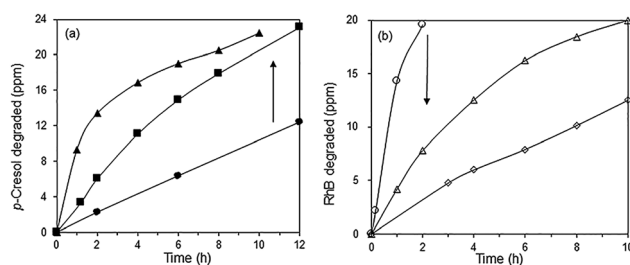 (a)
p-Cresol degraded (ppm)
24
20
16
12
8
4
0
0 2 4 6 8 10 12
Time (h)
(b)
RhB degraded (ppm)
20
15
10
5
0
0 2 4 6 8 10
Time (h)